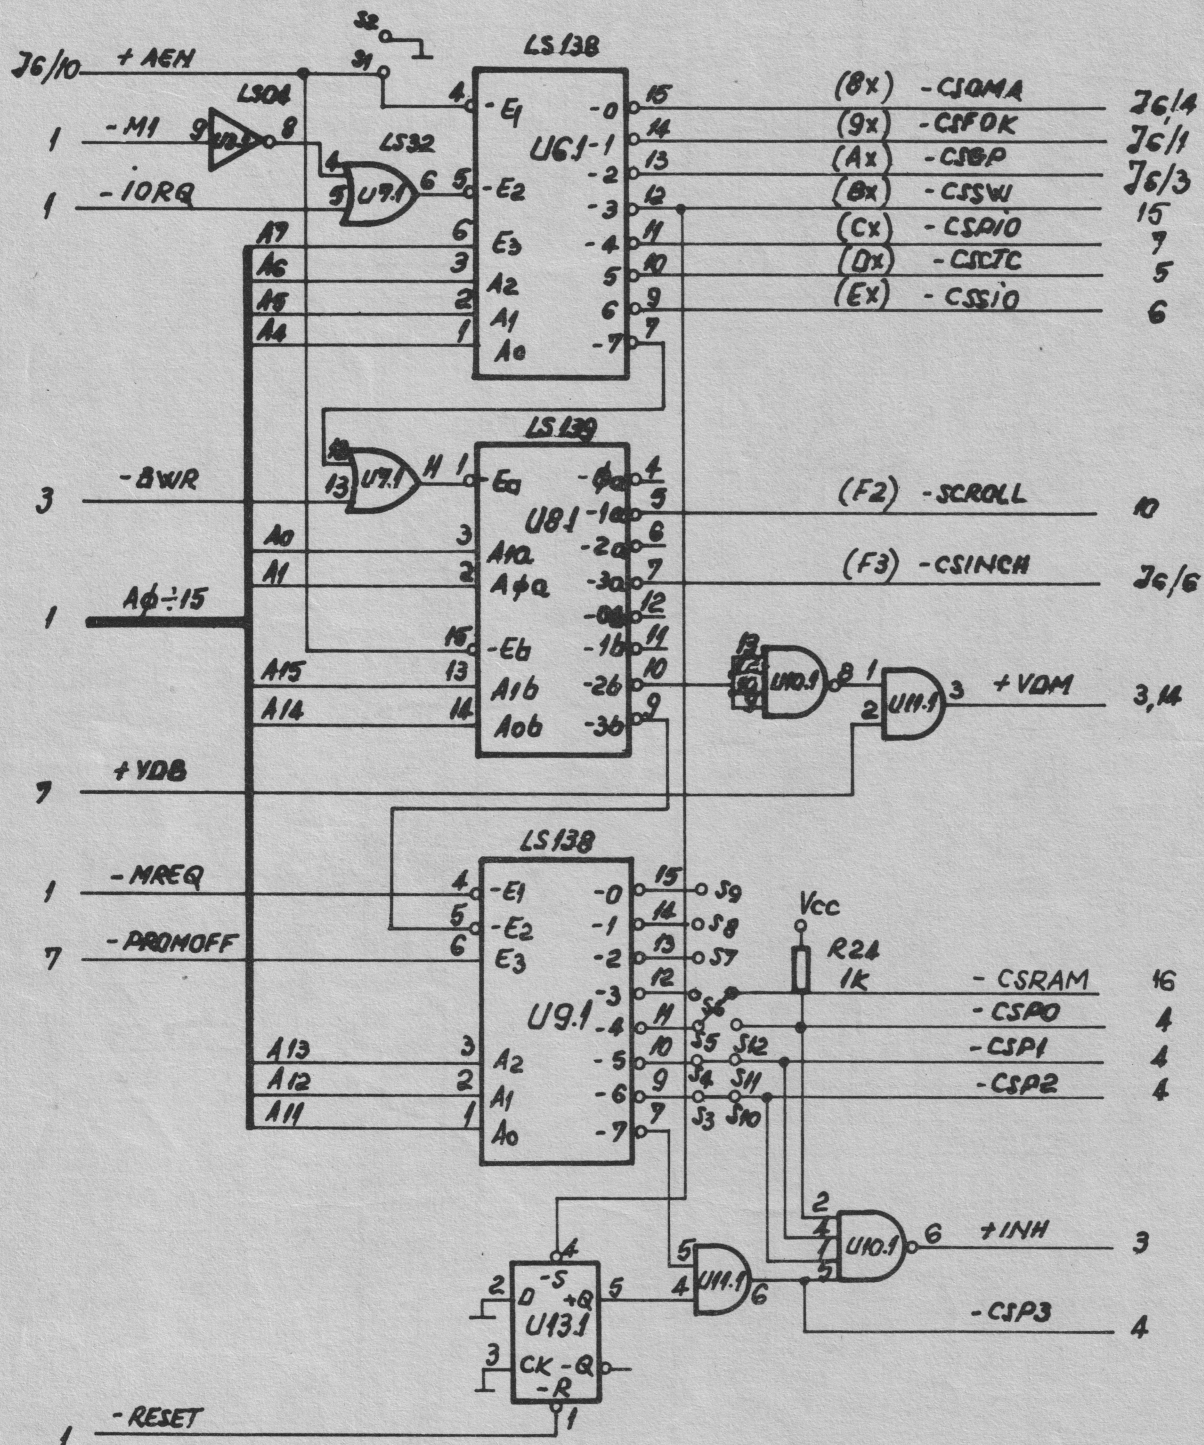 S2
LS138
J6/10 + AEN S1
LS04
4 -E1 -0 15 (8x) -CSDMA J6/4
1 -M1 9 8 LS32
U61 -1 14 (9x) -CSFDK J6/1
4 -2 13 (Ax) -CSGP J6/3
1 -IORQ 5 U7.1 6 5 -E2 -3 12 (Bx) -CSSW 15
A7 6 E3 -4 11 (Cx) -CSPIO 7
A6 3 A2 5 10 (Dx) -CSCTC 5
A5 2 A1 6 9 (Ex) -CSSIO 6
A4 1 A0 -7 7
LS139
12 U7.1 11 1 -Ea -ϕa 4
3 -BWR 13
U81 -1a 5 (F2) -SCROLL 10
A0 3 A1a -2a 6
A1 2 Aϕa -3a 7 (F3) -CSINCH J6/6
1 Aϕ÷15
12
15 -Eb -1b 11
A15 13 A1b -2b 10 13 12 10 9 U10.1 8 1 U11.1 3 +VDM 3,14
A14 14 A0b -3b 9 2
7 +VDB
LS138
1 -MREQ 4 -E1 -0 15 S9
5 -E2 -1 14 S8 Vcc
7 -PROMOFF 6 E3 -2 13 S7 R24
1K
-3 12 S6 -CSRAM 16
U9.1 -4 11 -CSP0 4
S5 S12
A13 3 A2 -5 10 -CSP1 4
S4 S11
A12 2 A1 -6 9 -CSP2 4
S3 S10
A11 1 A0 -7 7
2
4
1 U10.1 6 +INH 3
5
4 -S 5
2 D +Q 5 4 U11.1 6
U13.1 -CSP3 4
3 CK -Q
-R
1 -RESET 1